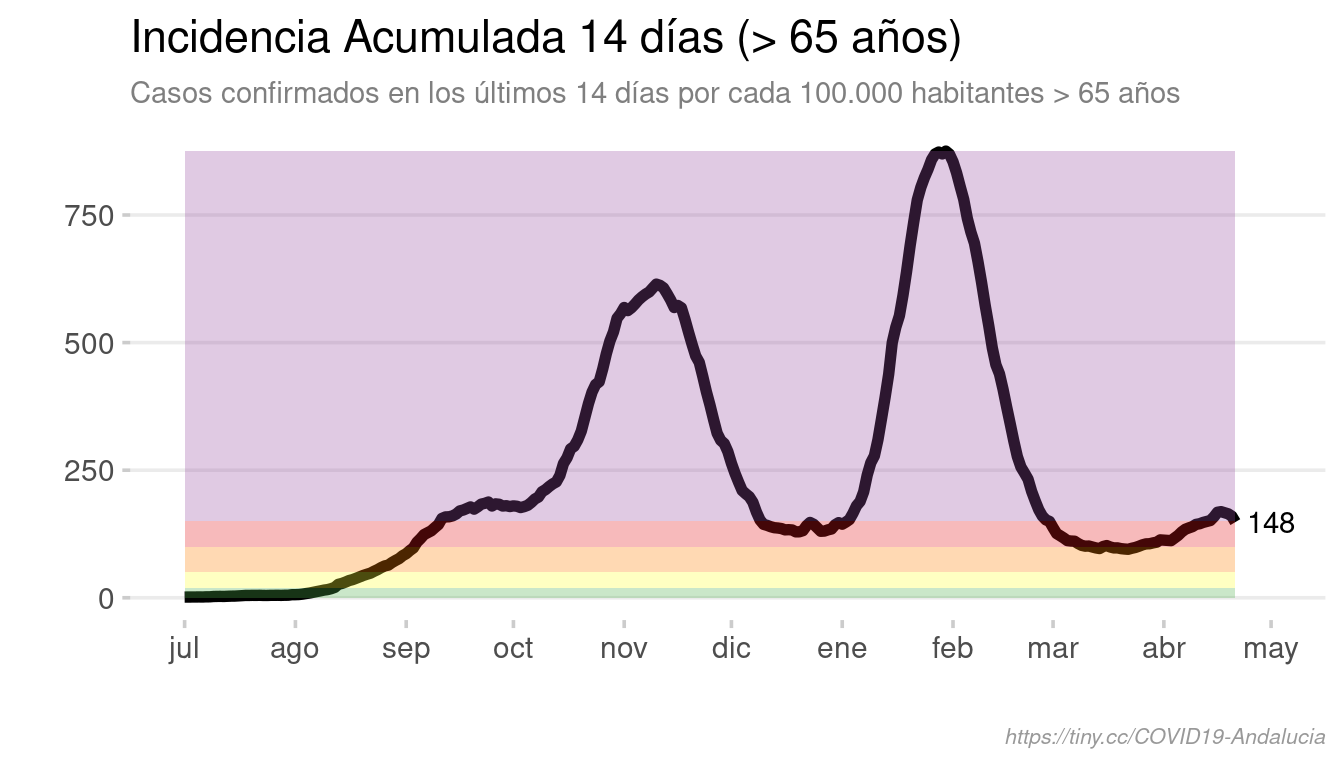 Incidencia Acumulada 14 días (> 65 años)
Casos confirmados en los últimos 14 días por cada 100.000 habitantes > 65 años
750
500
250
0
148
jul ago sep oct nov dic ene feb mar abr may
https://tiny.cc/COVID19-Andalucia